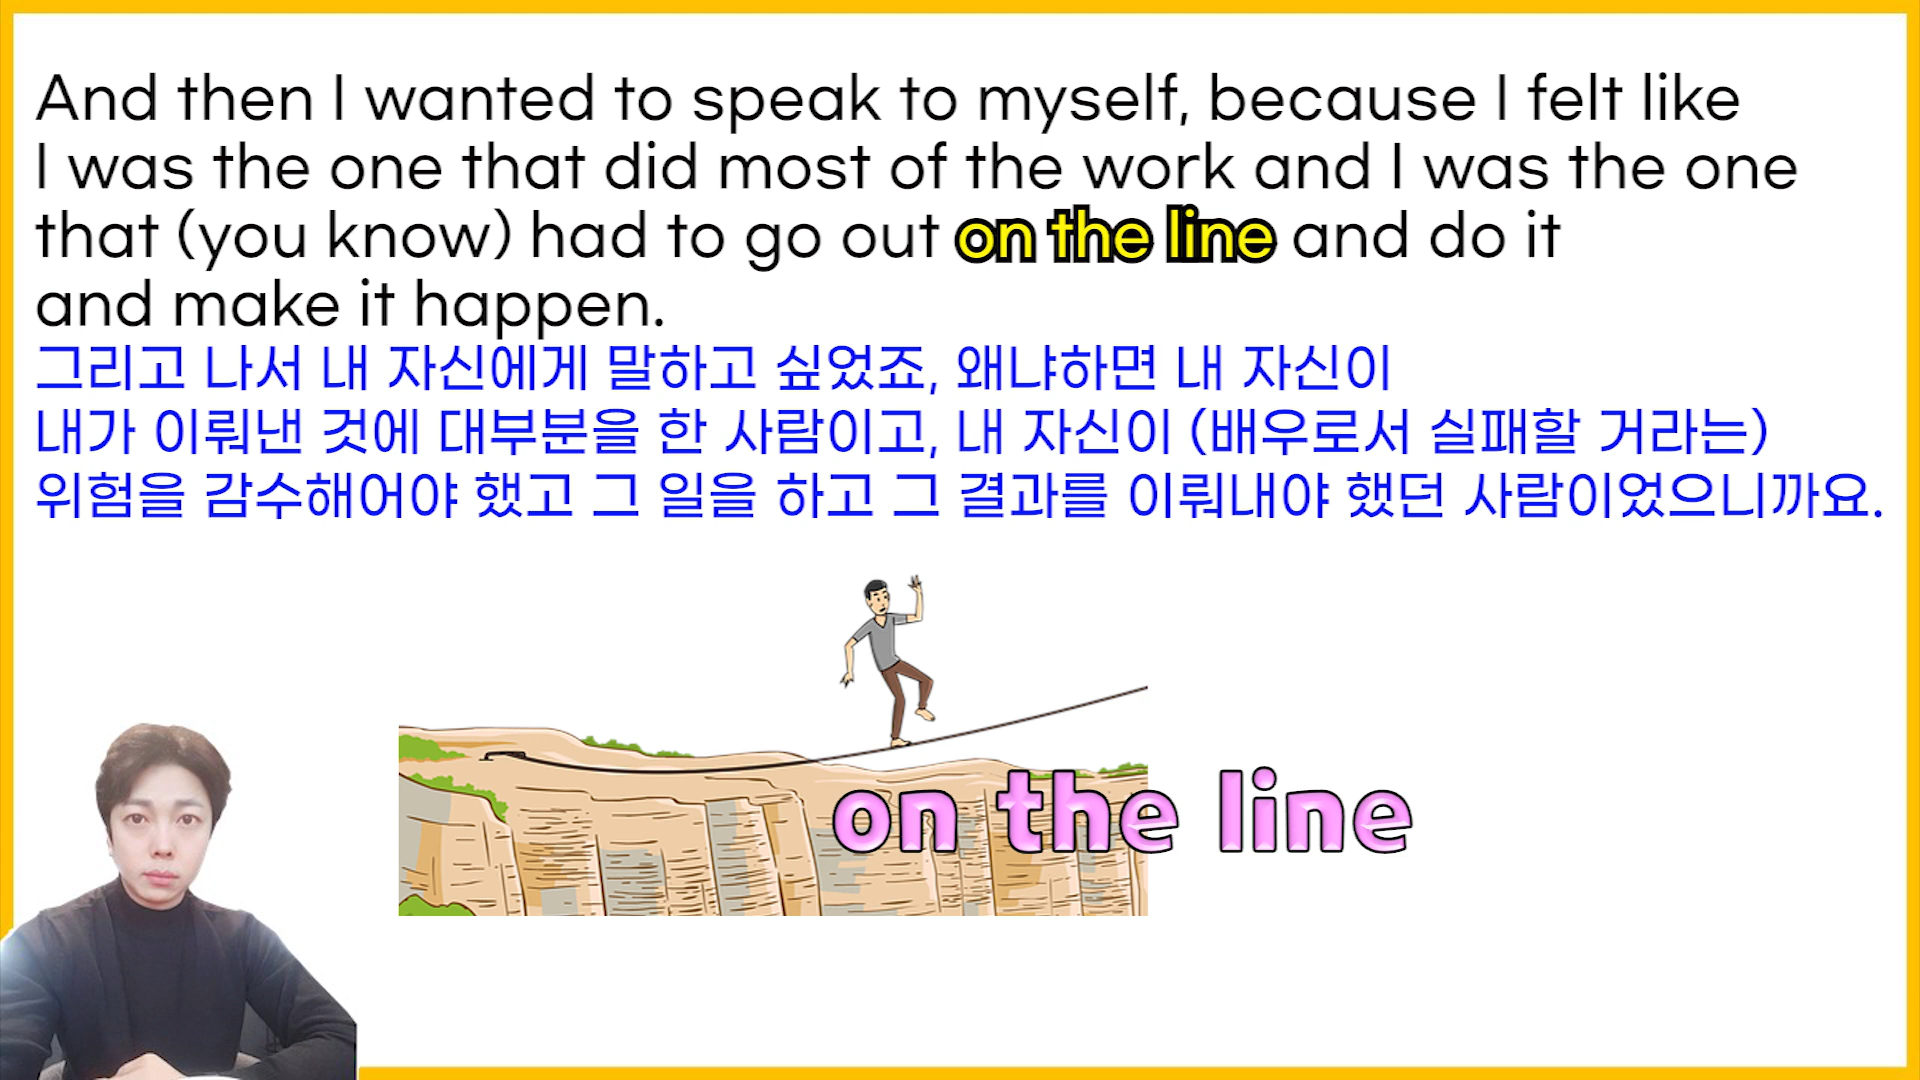 And then I wanted to speak to myself, because I felt like
I was the one that did most of the work and I was the one
that (you know) had to go out on the line and do it
and make it happen.
그리고 나서 내 자신에게 말하고 싶었죠, 왜냐하면 내 자신이
내가 이뤄낸 것에 대부분을 한 사람이고, 내 자신이 (배우로서 실패할 거라는)
위험을 감수해어야 했고 그 일을 하고 그 결과를 이뤄내야 했던 사람이었으니까요.
on the line